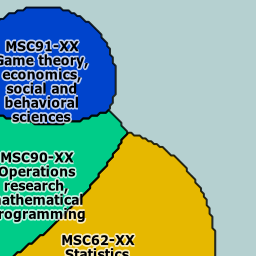 MSC91-XX
Game theory,
economics,
social and
behavioral
sciences
MSC90-XX
Operations
research,
mathematical
programming
MSC62-XX
Statistics